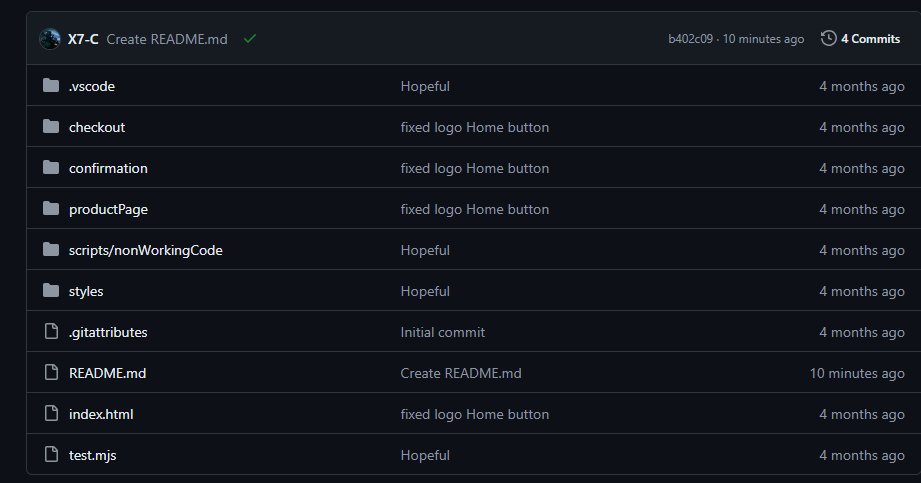 X7-C Create README.md b402c09 · 10 minutes ago 4 Commits
.vscode Hopeful 4 months ago
checkout fixed logo Home button 4 months ago
confirmation fixed logo Home button 4 months ago
productPage fixed logo Home button 4 months ago
scripts/nonWorkingCode Hopeful 4 months ago
styles Hopeful 4 months ago
.gitattributes Initial commit 4 months ago
README.md Create README.md 10 minutes ago
index.html fixed logo Home button 4 months ago
test.mjs Hopeful 4 months ago